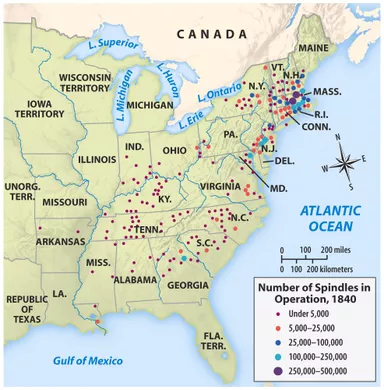 CANADA
MAINE
L. Superior
VT.
N.H.
L. Huron
WISCONSIN
TERRITORY
L. Michigan
L. Ontario
N.Y.
MASS.
IOWA
TERRITORY
MICHIGAN
L. Erie
R.I.
CONN.
PA.
N
IND.
OHIO
N.J.
W
E
ILLINOIS
DEL.
S
UNORG.
TERR.
MISSOURI
VIRGINIA
MD.
KY.
ATLANTIC
OCEAN
N.C.
TENN.
ARKANSAS
S.C.
0 100 200 miles
0 100 200 kilometers
MISS.
ALABAMA
GEORGIA
REPUBLIC
OF
TEXAS
LA.
FLA.
TERR.
Gulf of Mexico
Number of Spindles in
Operation, 1840
Under 5,000
5,000–25,000
25,000–100,000
100,000–250,000
250,000–500,000